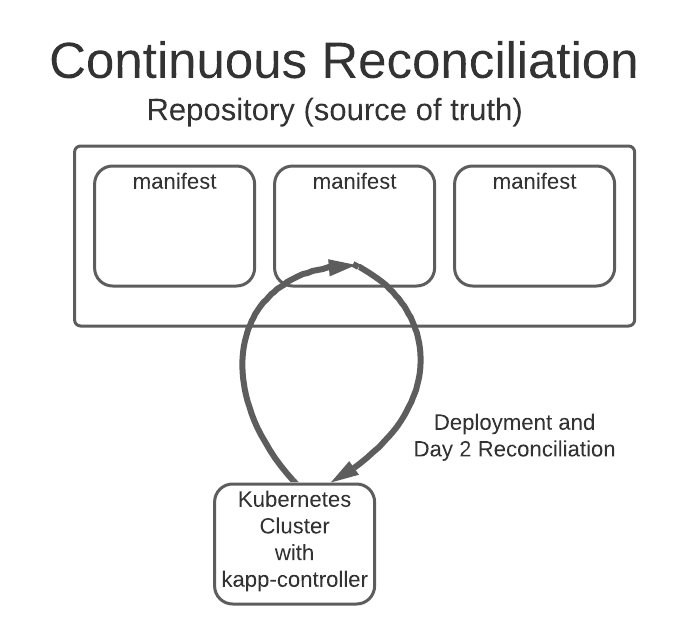 Continuous Reconciliation
Repository (source of truth)
manifest
manifest
manifest
Deployment and
Day 2 Reconciliation
Kubernetes
Cluster
with
kapp-controller